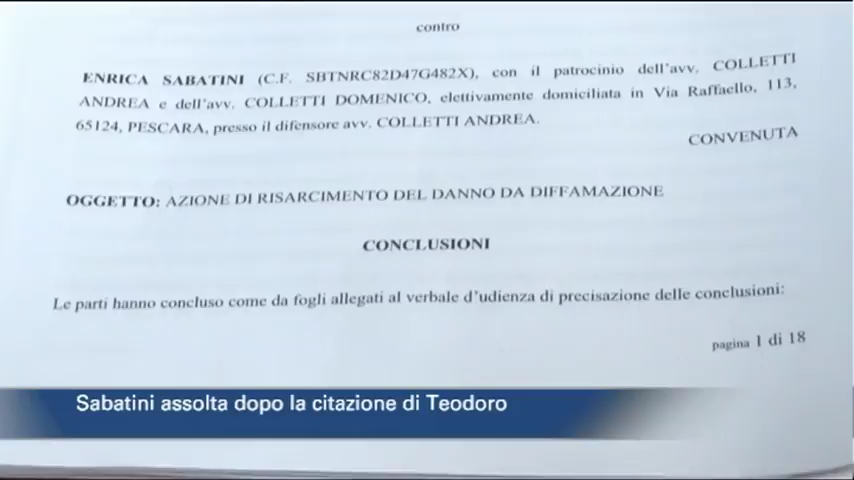 contro
ENRICA SABATINI (C.F. SBTNRC82D47G482X), con il patrocinio dell'avv. COLLETTI
ANDREA e dell'avv. COLLETTI DOMENICO, elettivamente domiciliata in Via Raffaello, 113,
65124, PESCARA, presso il difensore avv. COLLETTI ANDREA.
CONVENUTA
OGGETTO: AZIONE DI RISARCIMENTO DEL DANNO DA DIFFAMAZIONE
CONCLUSIONI
Le parti hanno concluso come da fogli allegati al verbale d'udienza di precisazione delle conclusioni:
pagina 1 di 18
Sabatini assolta dopo la citazione di Teodoro